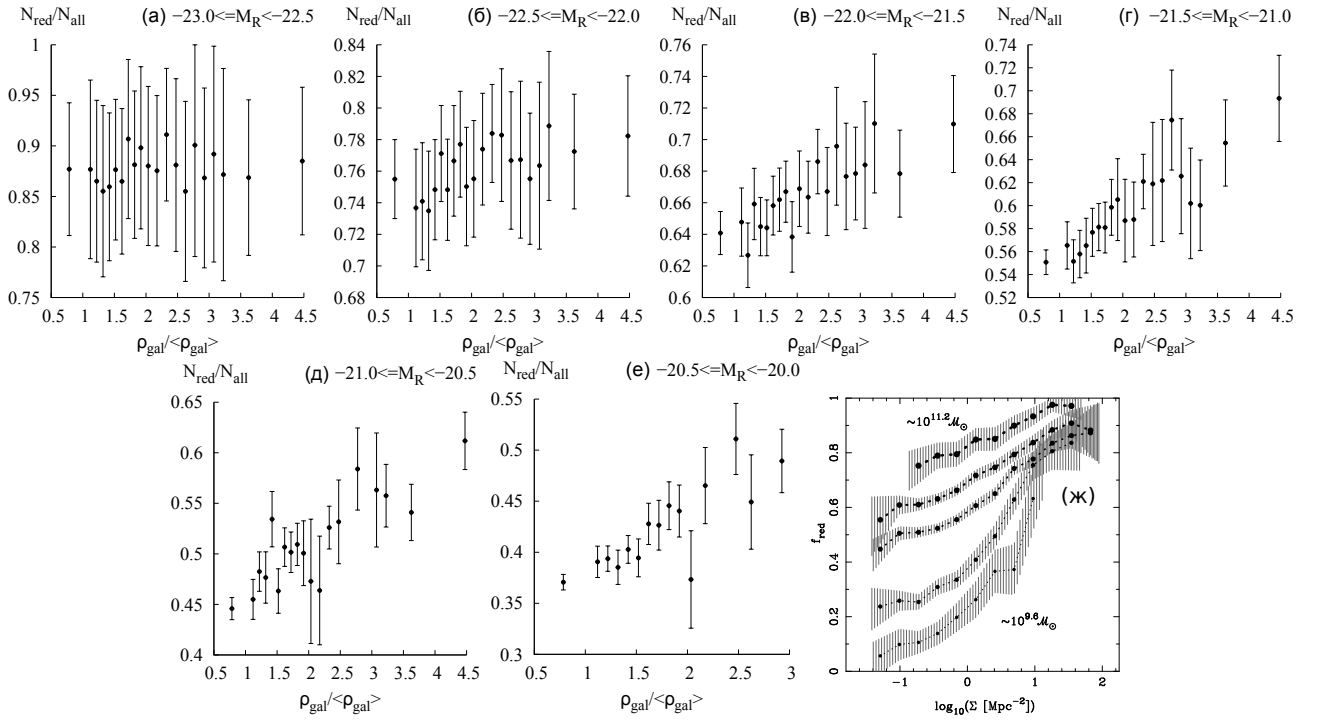 N_red/N_all (а) −23.0<=M_R<−22.5
1
0.95
0.9
0.85
0.8
0.75
0.5 1 1.5 2 2.5 3 3.5 4 4.5
ρ_gal/<ρ_gal>
N_red/N_all (б) −22.5<=M_R<−22.0
0.84
0.82
0.8
0.78
0.76
0.74
0.72
0.7
0.68
0.5 1 1.5 2 2.5 3 3.5 4 4.5
ρ_gal/<ρ_gal>
N_red/N_all (в) −22.0<=M_R<−21.5
0.76
0.74
0.72
0.7
0.68
0.66
0.64
0.62
0.6
0.5 1 1.5 2 2.5 3 3.5 4 4.5
ρ_gal/<ρ_gal>
N_red/N_all (г) −21.5<=M_R<−21.0
0.74
0.72
0.7
0.68
0.66
0.64
0.62
0.6
0.58
0.56
0.54
0.52
0.5 1 1.5 2 2.5 3 3.5 4 4.5
ρ_gal/<ρ_gal>
N_red/N_all (д) −21.0<=M_R<−20.5
0.65
0.6
0.55
0.5
0.45
0.4
0.5 1 1.5 2 2.5 3 3.5 4 4.5
ρ_gal/<ρ_gal>
N_red/N_all (е) −20.5<=M_R<−20.0
0.55
0.5
0.45
0.4
0.35
0.3
0.5 1 1.5 2 2.5 3
ρ_gal/<ρ_gal>
~10^11.2 M_⊙
(ж)
~10^9.6 M_⊙
f_red
1
0.8
0.6
0.4
0.2
0
−1 0 1 2
log_10(Σ [Mpc^−2])